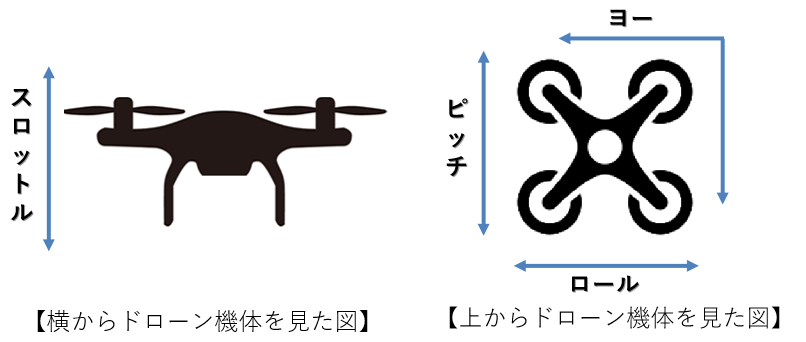 スロットル
【横からドローン機体を見た図】
ヨー
ピッチ
ロール
【上からドローン機体を見た図】